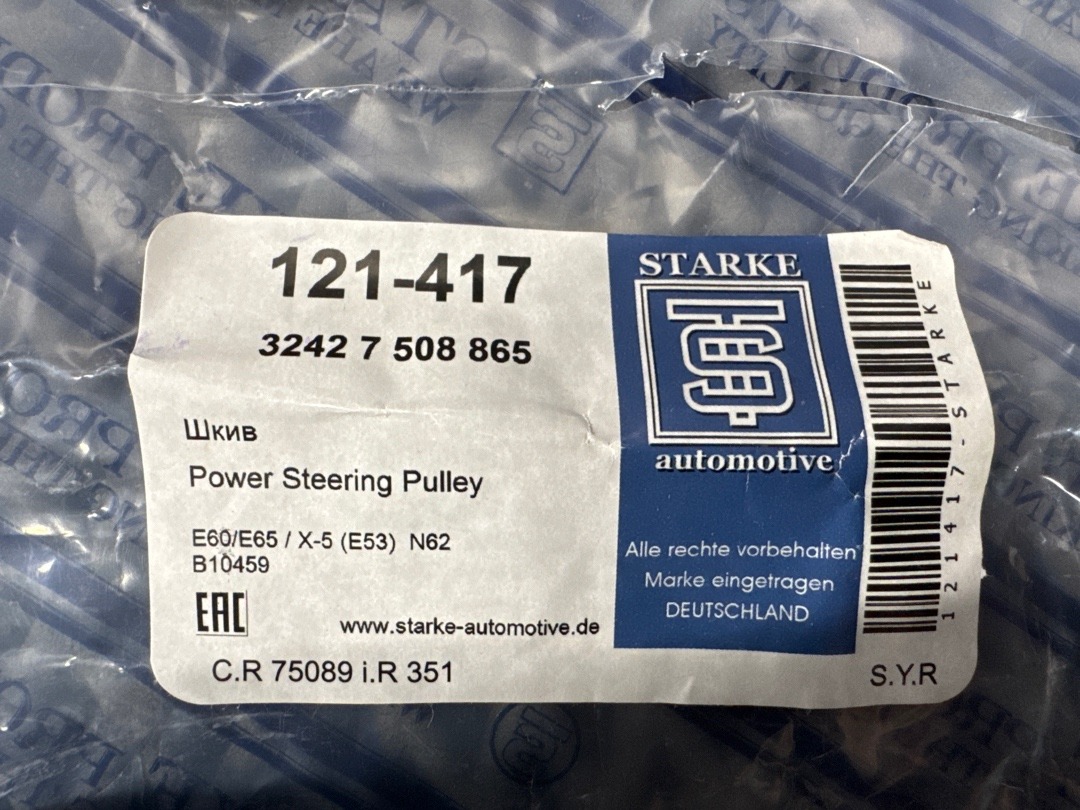 121-417
3242 7 508 865
Шкив
Power Steering Pulley
E60/E65 / X-5 (E53) N62
B10459
EAC
www.starke-automotive.de
C.R 75089 i.R 351
STARKE
automotive
Alle rechte vorbehalten
Marke eingetragen
DEUTSCHLAND
121417-STARKE
S.Y.R